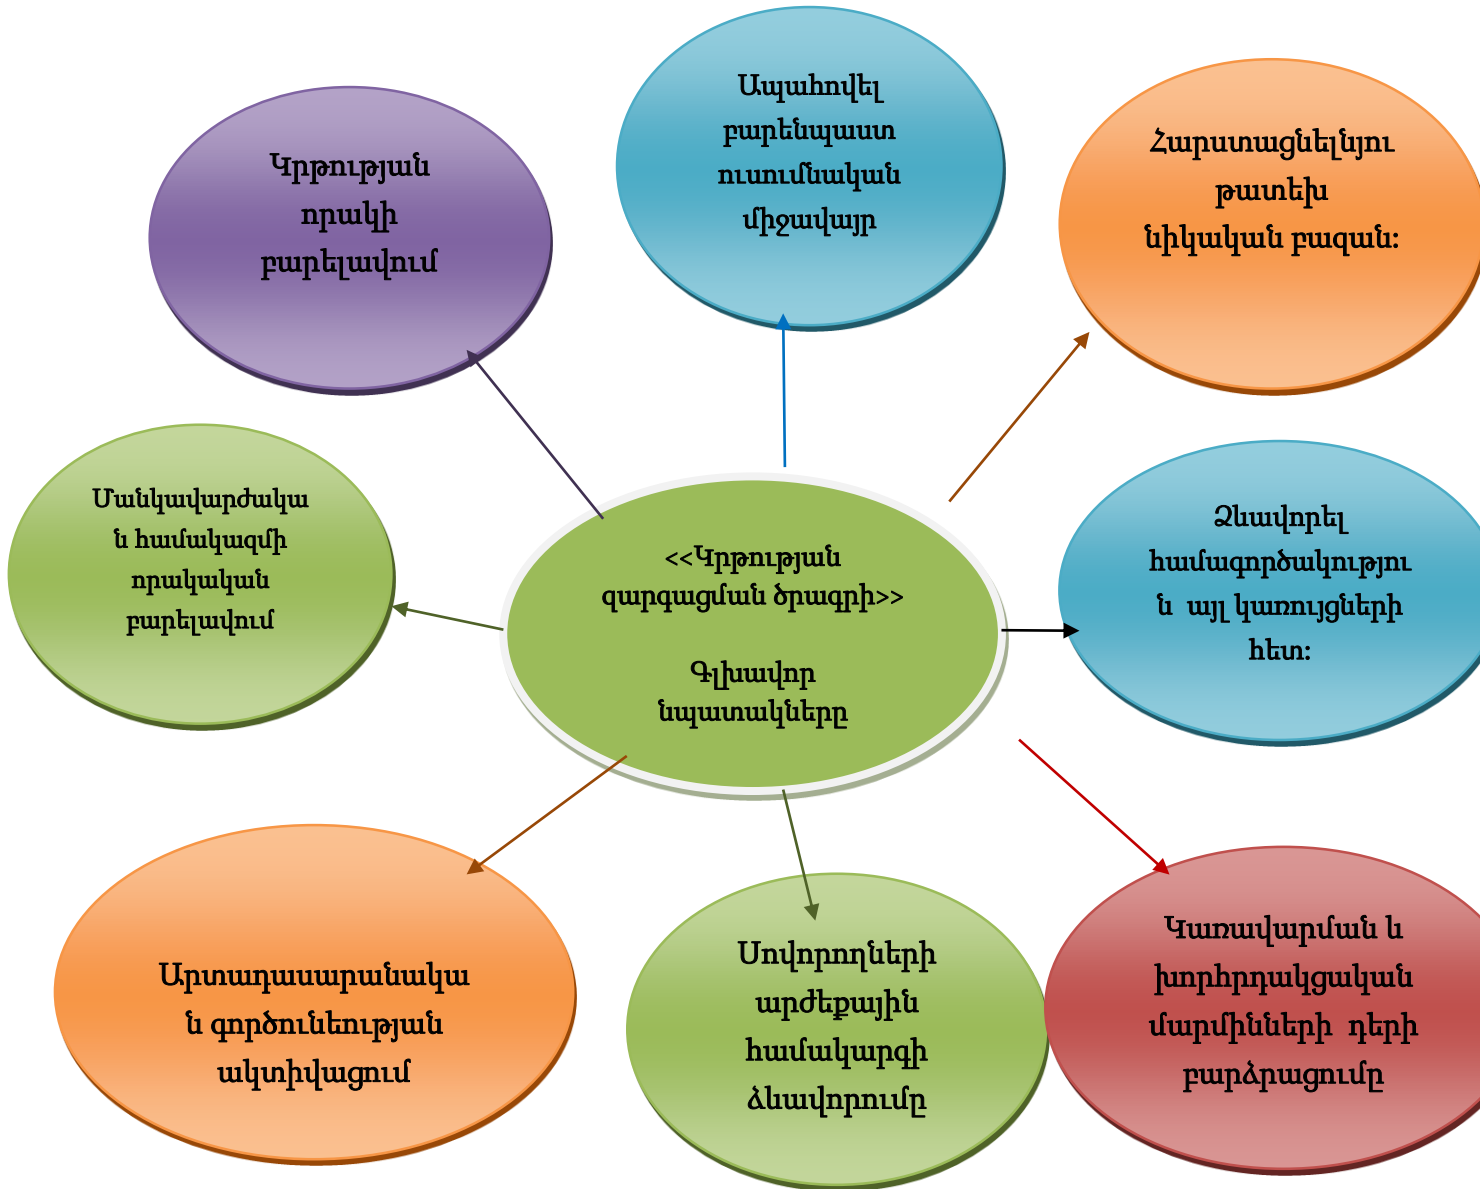 Ապահովել
բարենպաստ
ուսումնական
միջավայր
Հարստացնելնյու
թատեխ
նիկական բազան:
Կրթության
որակի
բարելավում
Մանկավարժակա
ն համակազմի
որակական
բարելավում
<<Կրթության
զարգացման ծրագրի>>
Գլխավոր
նպատակները
Ձևավորել
համագործակությու
ն այլ կառույցների
հետ:
Արտադասարանակա
ն գործունեության
ակտիվացում
Սովորողների
արժեքային
համակարգի
ձևավորումը
Կառավարման և
խորհրդակցական
մարմինների դերի
բարձրացումը